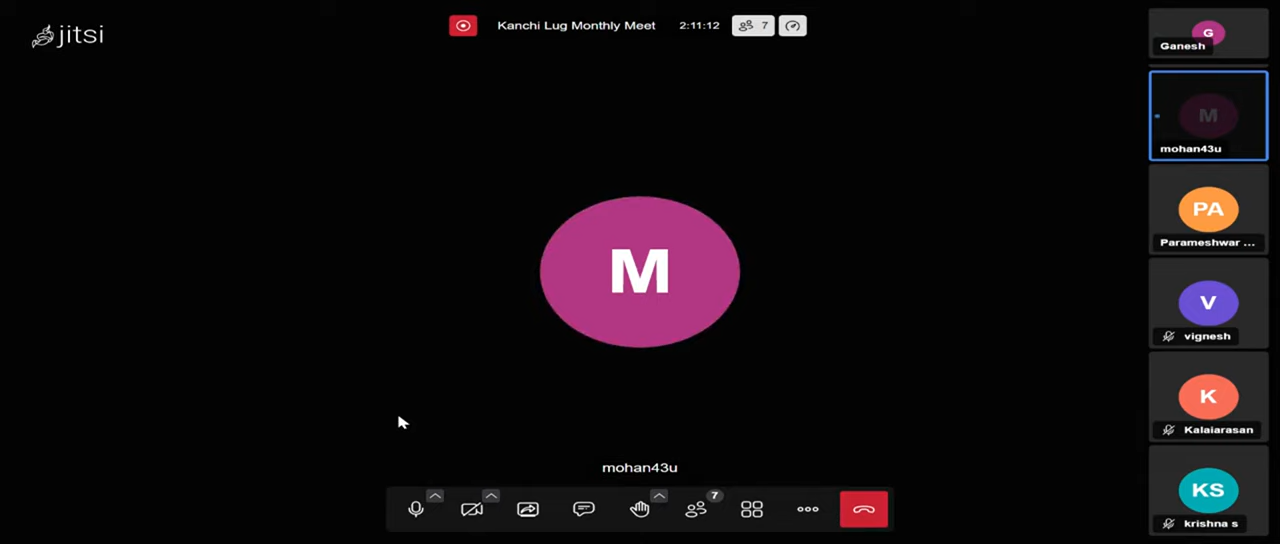 jitsi
Kanchi Lug Monthly Meet 2:11:12 7
G
Ganesh
M
mohan43u
PA
Parameshwar ...
V
vignesh
K
Kalaiarasan
KS
krishna s
M
mohan43u
7